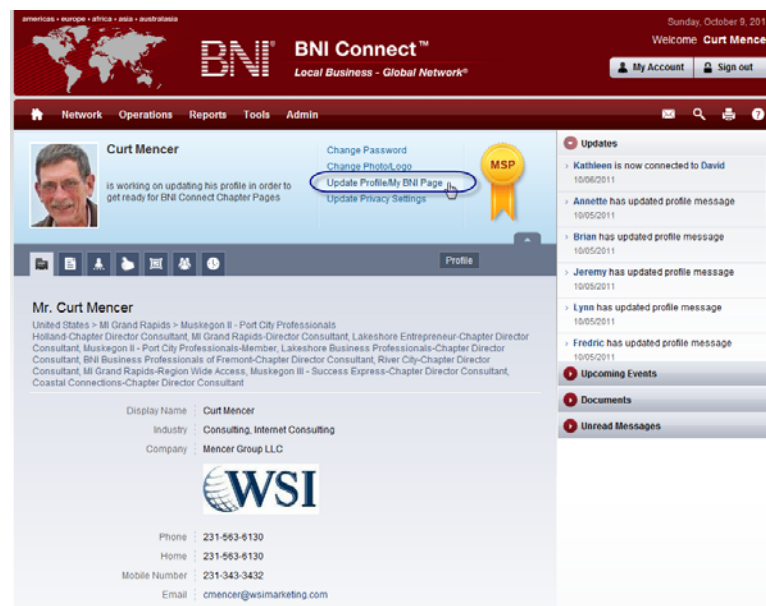 americas • europe • africa • asia • australasia
Sunday, October 9, 201
Welcome Curt Mence
BNI®
BNI Connect™
Local Business - Global Network®
My Account
Sign out
Network Operations Reports Tools Admin
Curt Mencer
is working on updating his profile in order to
get ready for BNI Connect Chapter Pages
Change Password
Change Photo/Logo
Update Profile/My BNI Page
Update Privacy Settings
MSP
Profile
Updates
Kathleen is now connected to David
10/06/2011
Annette has updated profile message
10/05/2011
Brian has updated profile message
10/05/2011
Jeremy has updated profile message
10/05/2011
Lynn has updated profile message
10/05/2011
Fredric has updated profile message
10/05/2011
Upcoming Events
Documents
Unread Messages
Mr. Curt Mencer
United States > MI Grand Rapids > Muskegon II - Port City Professionals
Holland-Chapter Director Consultant, MI Grand Rapids-Director Consultant, Lakeshore Entrepreneur-Chapter Director
Consultant, Muskegon II - Port City Professionals-Member, Lakeshore Business Professionals-Chapter Director
Consultant, BNI Business Professionals of Fremont-Chapter Director Consultant, River City-Chapter Director
Consultant, MI Grand Rapids-Region Wide Access, Muskegon III - Success Express-Chapter Director Consultant,
Coastal Connections-Chapter Director Consultant
Display Name Curt Mencer
Industry Consulting, Internet Consulting
Company Mencer Group LLC
WSI
Phone 231-563-6130
Home 231-563-6130
Mobile Number 231-343-3432
Email cmencer@wsimarketing.com